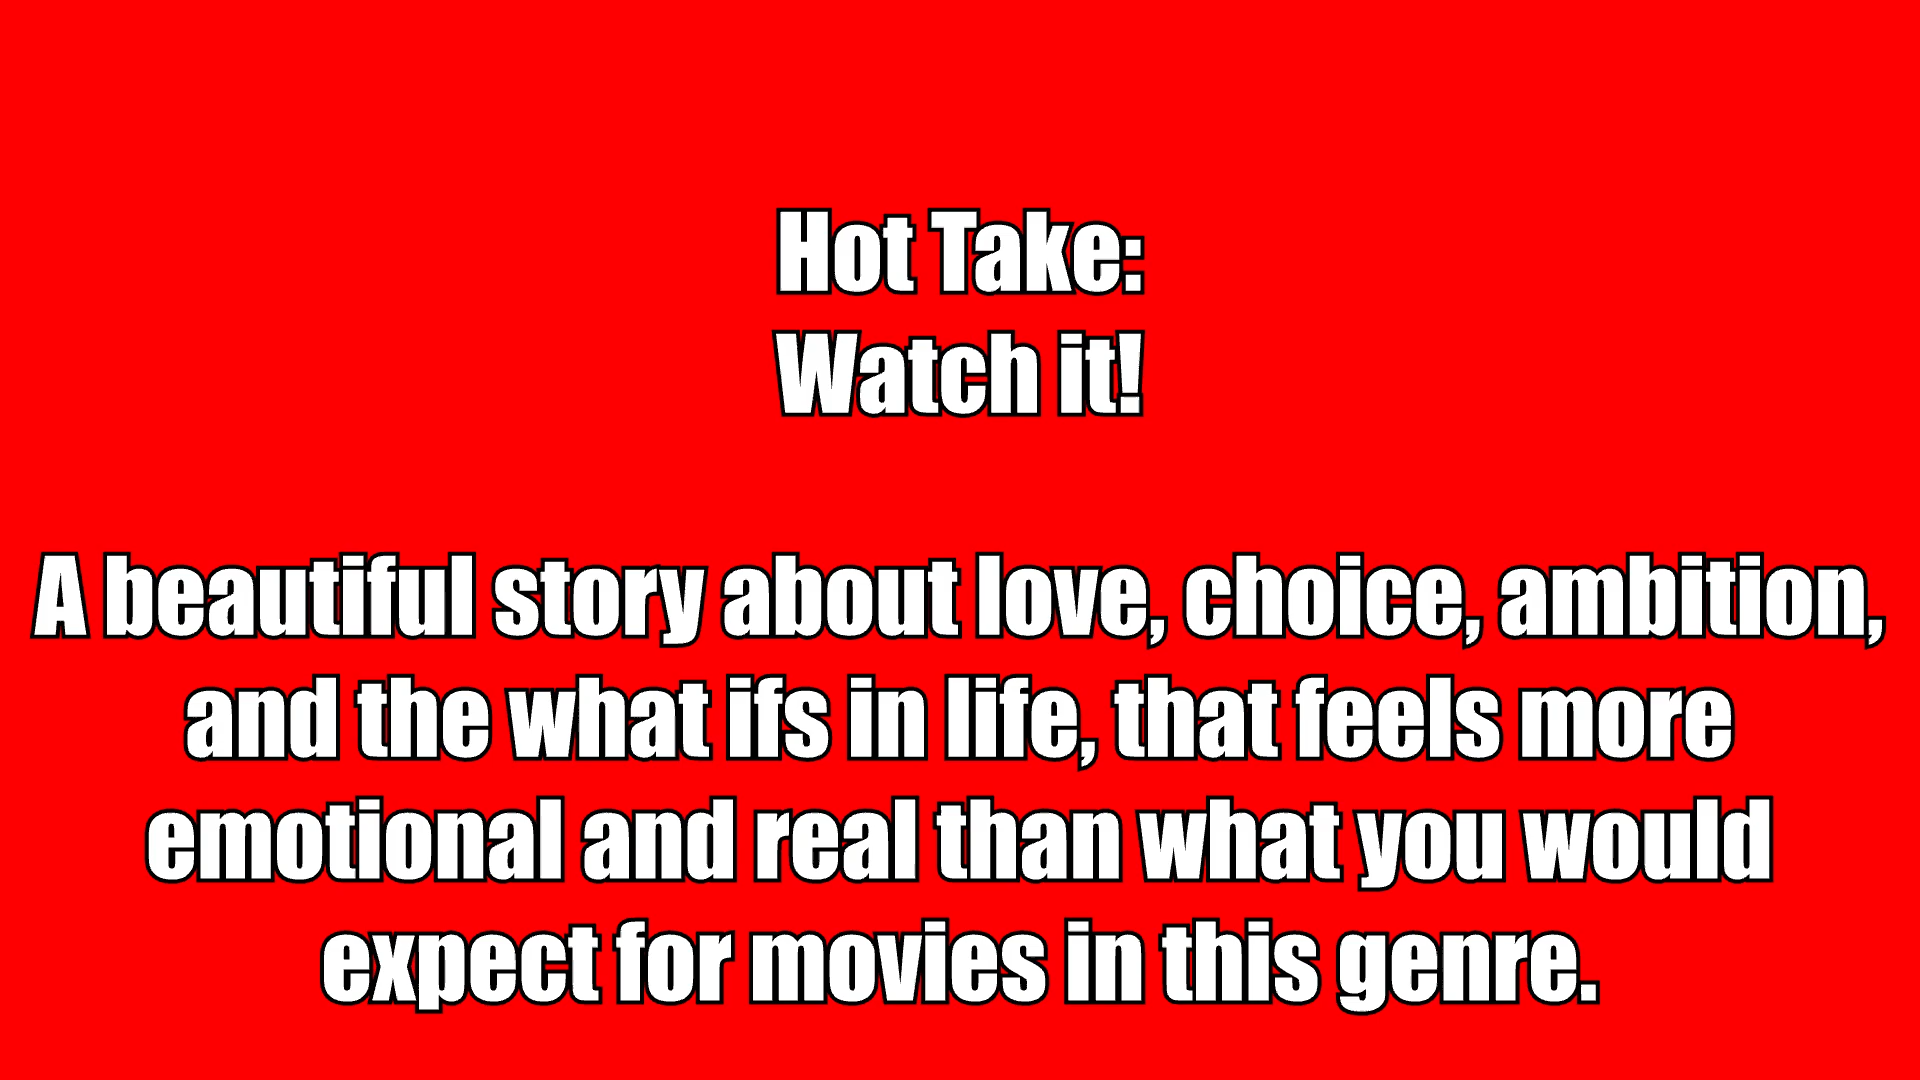 Hot Take:
Watch it!
A beautiful story about love, choice, ambition,
and the what ifs in life, that feels more
emotional and real than what you would
expect for movies in this genre.